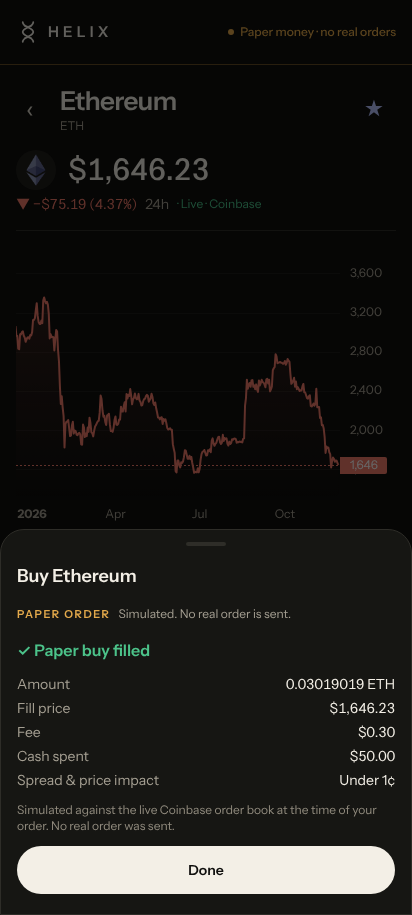 HELIX
Paper money · no real orders
Ethereum
ETH
$1,646.23
▼ −$75.19 (4.37%) 24h · Live · Coinbase
3,600
3,200
2,800
2,400
2,000
1,646
2026 Apr Jul Oct
Buy Ethereum
PAPER ORDER Simulated. No real order is sent.
✓ Paper buy filled
Amount 0.03019019 ETH
Fill price $1,646.23
Fee $0.30
Cash spent $50.00
Spread & price impact Under 1¢
Simulated against the live Coinbase order book at the time of your
order. No real order was sent.
Done